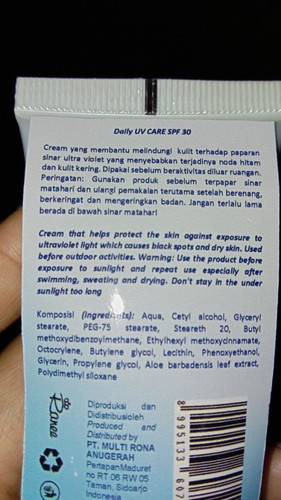 Daily UV CARE SPF 30
Cream yang membantu melindungi kulit terhadap paparan
sinar ultra violet yang menyebabkan terjadinya noda hitam
dan kulit kering. Dipakai sebelum beraktivitas diluar ruangan.
Peringatan: Gunakan produk sebelum terpapar sinar
matahari dan ulangi pemakaian terutama setelah berenang,
berkeringat dan mengeringkan badan. Jangan terlalu lama
berada di bawah sinar matahari
Cream that helps protect the skin against exposure to
ultraviolet light which causes black spots and dry skin. Used
before outdoor activities. Warning: Use the product before
exposure to sunlight and repeat use especially after
swimming, sweating and drying. Don't stay in the under
sunlight too long
Komposisi (Ingredients): Aqua, Cetyl alcohol, Glyceryl
stearate, PEG-75 stearate, Steareth 20, Butyl
methoxydibenzoylmethane, Ethylhexyl methoxycinnamate,
Octocrylene, Butylene glycol, Lecithin, Phenoxyethanol,
Glycerin, Propylene glycol, Aloe barbadensis leaf extract,
Polydimethyl siloxane
Ronee
Diproduksi dan
Didistribusioleh
Produced and
Distributed by
PT. MULTI RONA
ANUGERAH
PertapanMaduret
no RT 06 RW 05
Taman, Sidoarjo
Indonesia
8 995133